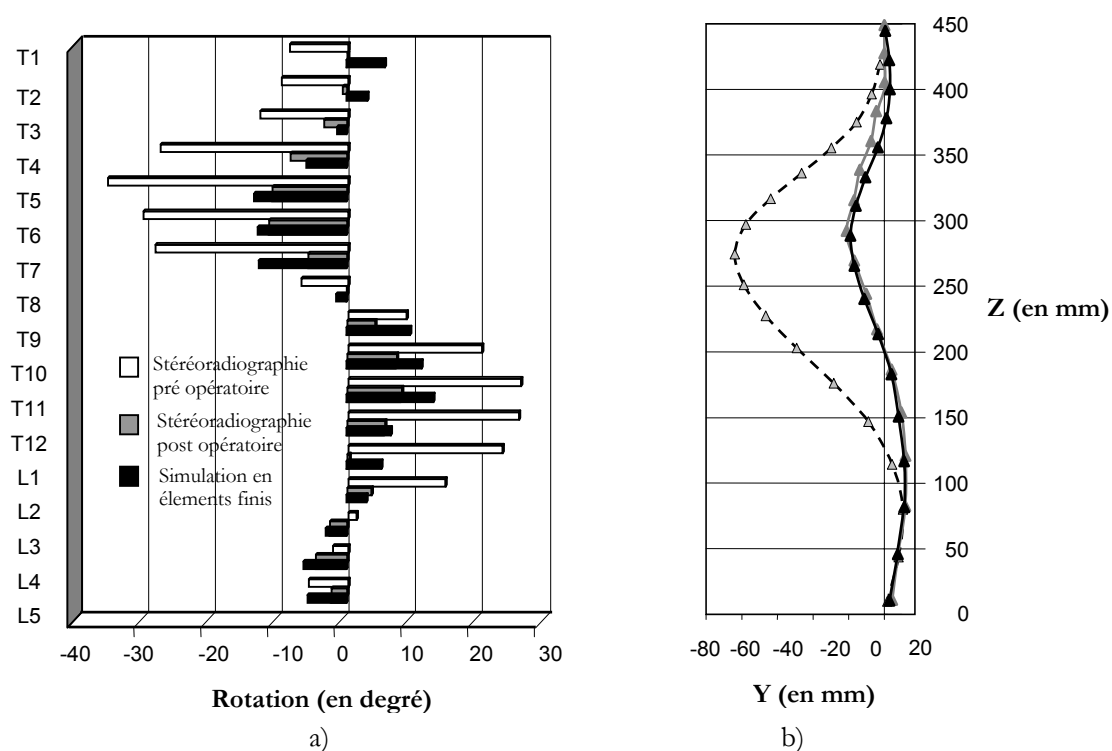 T1
T2
T3
T4
T5
T6
T7
T8
T9
T10
T11
T12
L1
L2
L3
L4
L5
Stéréoradiographie
pré opératoire
Stéréoradiographie
post opératoire
Simulation en
élements finis
-40 -30 -20 -10 0 10 20 30
Rotation (en degré)
a)
450
400
350
300
250
200
150
100
50
0
Z (en mm)
-80 -60 -40 -20 0 20
Y (en mm)
b)